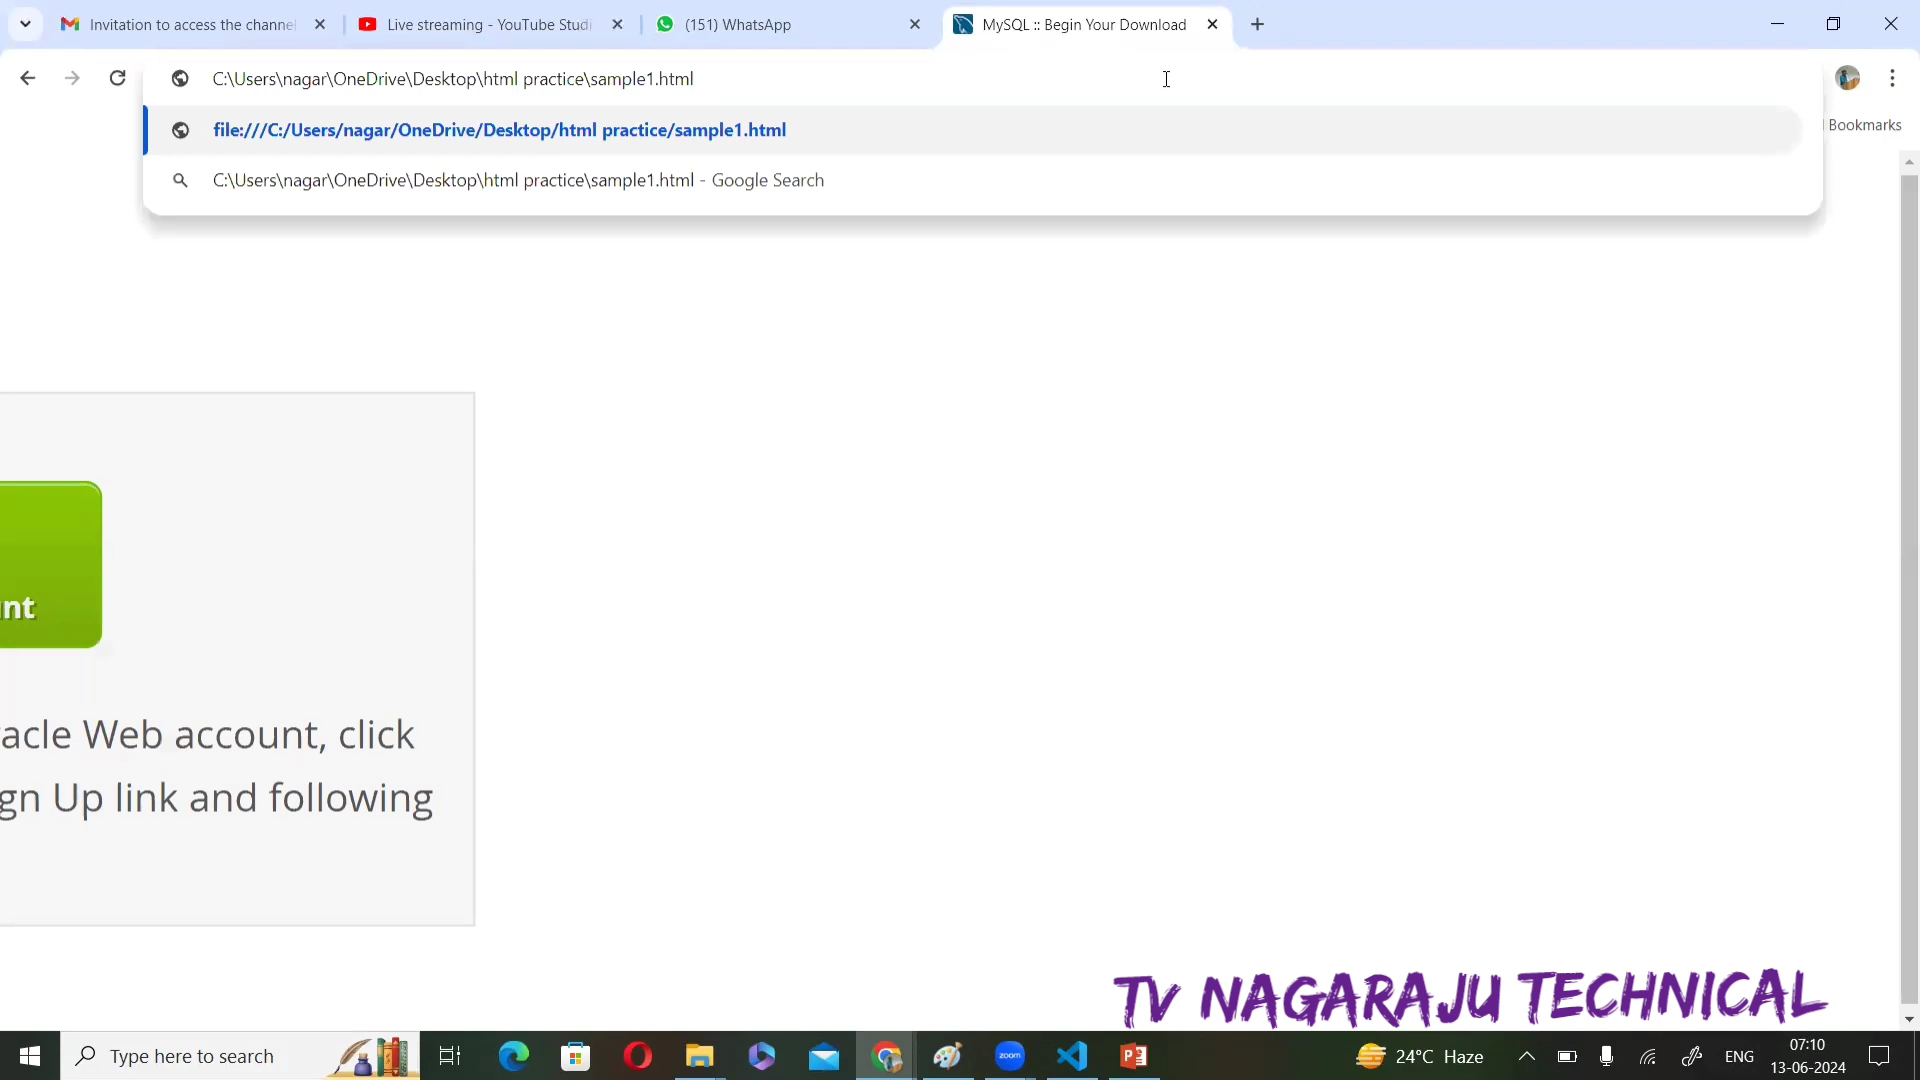 Invitation to access the channel
Live streaming - YouTube Studi
(151) WhatsApp
MySQL :: Begin Your Download
C:\Users\nagar\OneDrive\Desktop\html practice\sample1.html
file:///C:/Users/nagar/OneDrive/Desktop/html practice/sample1.html
Bookmarks
C:\Users\nagar\OneDrive\Desktop\html practice\sample1.html - Google Search
nt
acle Web account, click
gn Up link and following
TV NAGARAJU TECHNICAL
Type here to search
zoom
24°C Haze
ENG
07:10
13-06-2024